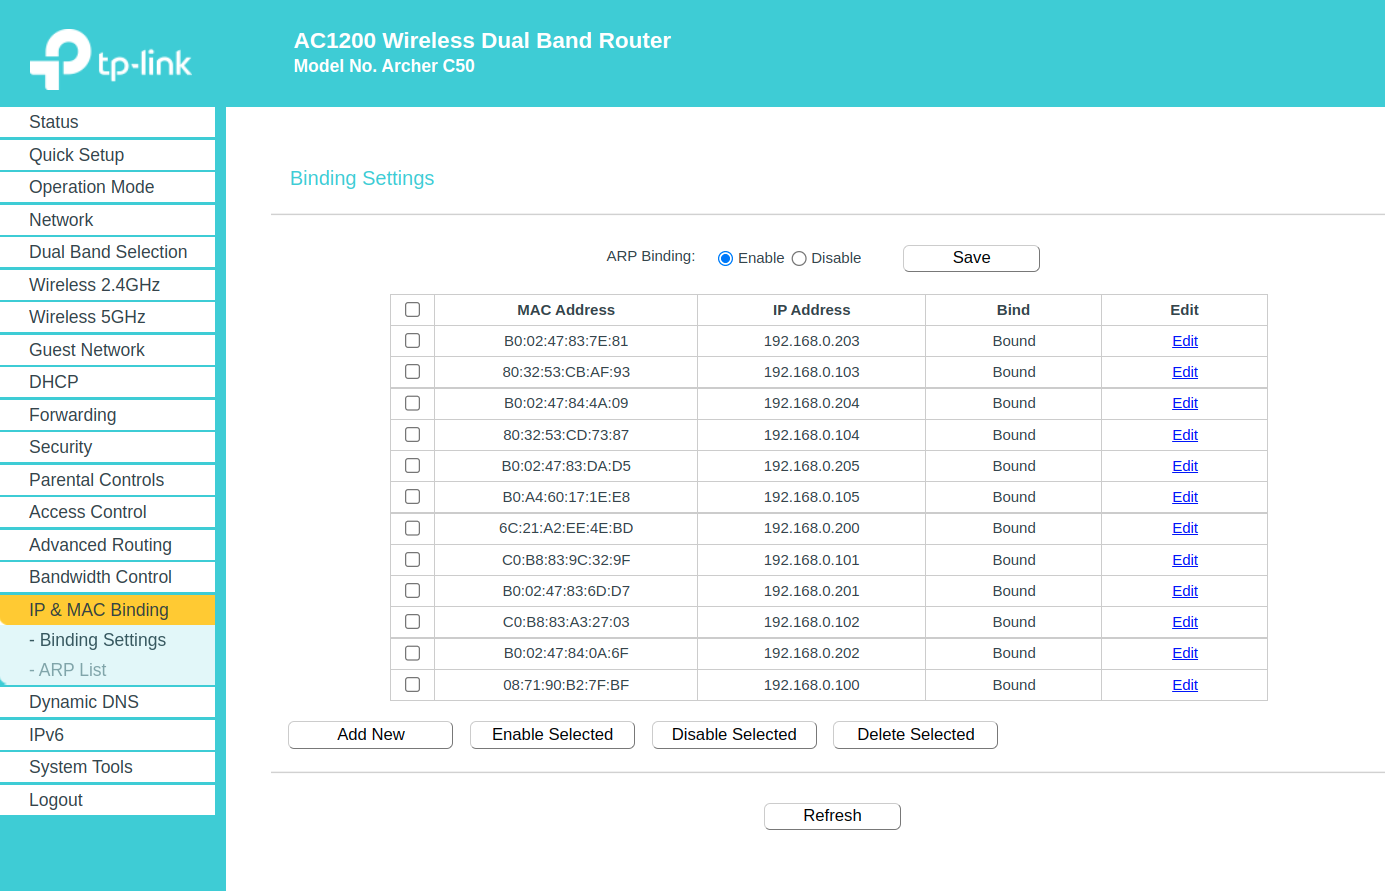 tp-link
AC1200 Wireless Dual Band Router
Model No. Archer C50
Status
Quick Setup
Operation Mode
Network
Dual Band Selection
Wireless 2.4GHz
Wireless 5GHz
Guest Network
DHCP
Forwarding
Security
Parental Controls
Access Control
Advanced Routing
Bandwidth Control
IP & MAC Binding
- Binding Settings
- ARP List
Dynamic DNS
IPv6
System Tools
Logout
Binding Settings
ARP Binding: Enable Disable Save
MAC Address IP Address Bind Edit
B0:02:47:83:7E:81 192.168.0.203 Bound Edit
80:32:53:CB:AF:93 192.168.0.103 Bound Edit
B0:02:47:84:4A:09 192.168.0.204 Bound Edit
80:32:53:CD:73:87 192.168.0.104 Bound Edit
B0:02:47:83:DA:D5 192.168.0.205 Bound Edit
B0:A4:60:17:1E:E8 192.168.0.105 Bound Edit
6C:21:A2:EE:4E:BD 192.168.0.200 Bound Edit
C0:B8:83:9C:32:9F 192.168.0.101 Bound Edit
B0:02:47:83:6D:D7 192.168.0.201 Bound Edit
C0:B8:83:A3:27:03 192.168.0.102 Bound Edit
B0:02:47:84:0A:6F 192.168.0.202 Bound Edit
08:71:90:B2:7F:BF 192.168.0.100 Bound Edit
Add New Enable Selected Disable Selected Delete Selected
Refresh